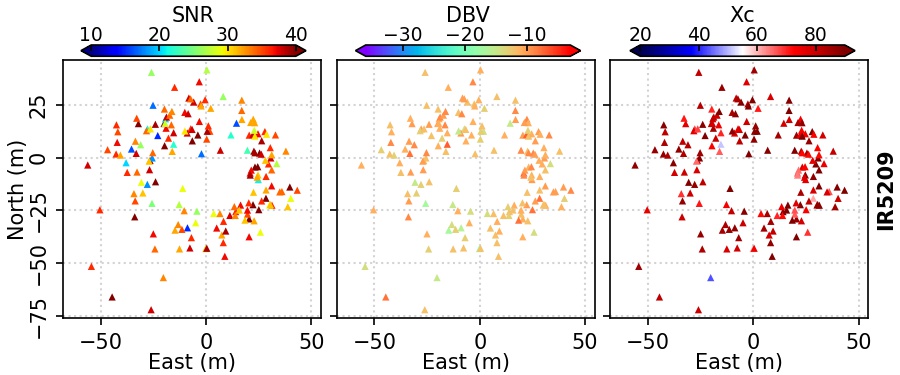 SNR DBV Xc
10 20 30 40 −30 −20 −10 20 40 60 80
North (m)
25
0
−25
−50
−75
−50 0 50 −50 0 50 −50 0 50
East (m) East (m) East (m)
IR5209